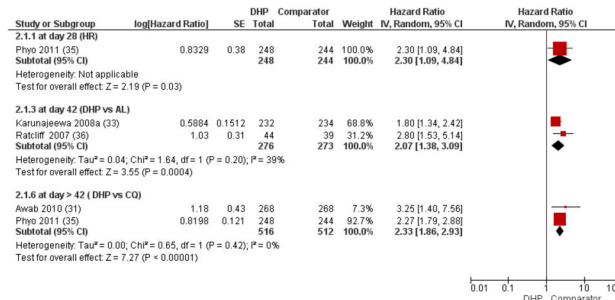 DHP Comparator Hazard Ratio Hazard Ratio
Study or Subgroup log[Hazard Ratio] SE Total Total Weight IV, Random, 95% CI IV, Random, 95% CI
2.1.1 at day 28 (HR)
Phyo 2011 (35) 0.8329 0.38 248 244 100.0% 2.30 [1.09, 4.84]
Subtotal (95% CI) 248 244 100.0% 2.30 [1.09, 4.84]
Heterogeneity: Not applicable
Test for overall effect: Z = 2.19 (P = 0.03)
2.1.3 at day 42 (DHP vs AL)
Karunajeewa 2008a (33) 0.5884 0.1512 232 234 68.8% 1.80 [1.34, 2.42]
Ratcliff 2007 (36) 1.03 0.31 44 39 31.2% 2.80 [1.53, 5.14]
Subtotal (95% CI) 276 273 100.0% 2.07 [1.38, 3.09]
Heterogeneity: Tau² = 0.04; Chi² = 1.64, df = 1 (P = 0.20); I² = 39%
Test for overall effect: Z = 3.55 (P = 0.0004)
2.1.6 at day > 42 ( DHP vs CQ)
Awab 2010 (31) 1.18 0.43 268 268 7.3% 3.25 [1.40, 7.56]
Phyo 2011 (35) 0.8198 0.121 248 244 92.7% 2.27 [1.79, 2.88]
Subtotal (95% CI) 516 512 100.0% 2.33 [1.86, 2.93]
Heterogeneity: Tau² = 0.00; Chi² = 0.65, df = 1 (P = 0.42); I² = 0%
Test for overall effect: Z = 7.27 (P < 0.00001)
0.01 0.1 1 10
DHP Comparator